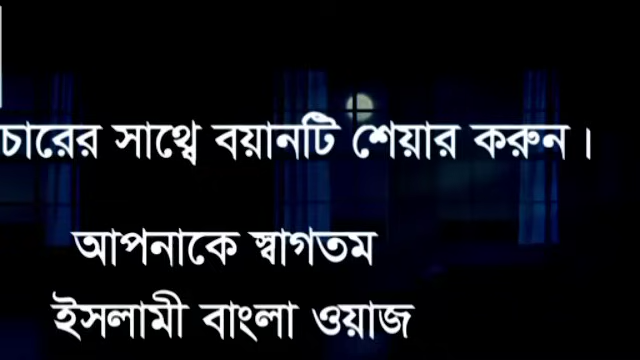 চারের সাথ্বে বয়ানটি শেয়ার করুন।
আপনাকে স্বাগতম
ইসলামী বাংলা ওয়াজ